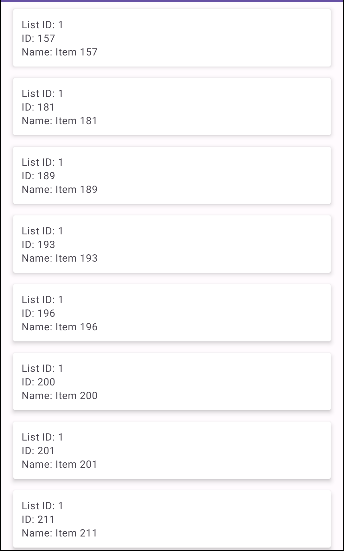 List ID: 1
ID: 157
Name: Item 157
List ID: 1
ID: 181
Name: Item 181
List ID: 1
ID: 189
Name: Item 189
List ID: 1
ID: 193
Name: Item 193
List ID: 1
ID: 196
Name: Item 196
List ID: 1
ID: 200
Name: Item 200
List ID: 1
ID: 201
Name: Item 201
List ID: 1
ID: 211
Name: Item 211